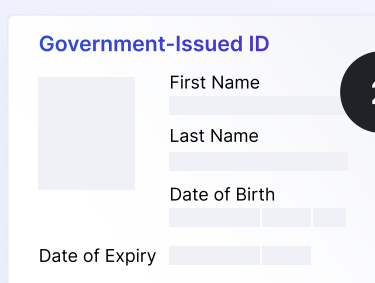 Government-Issued ID
First Name
Last Name
Date of Birth
Date of Expiry